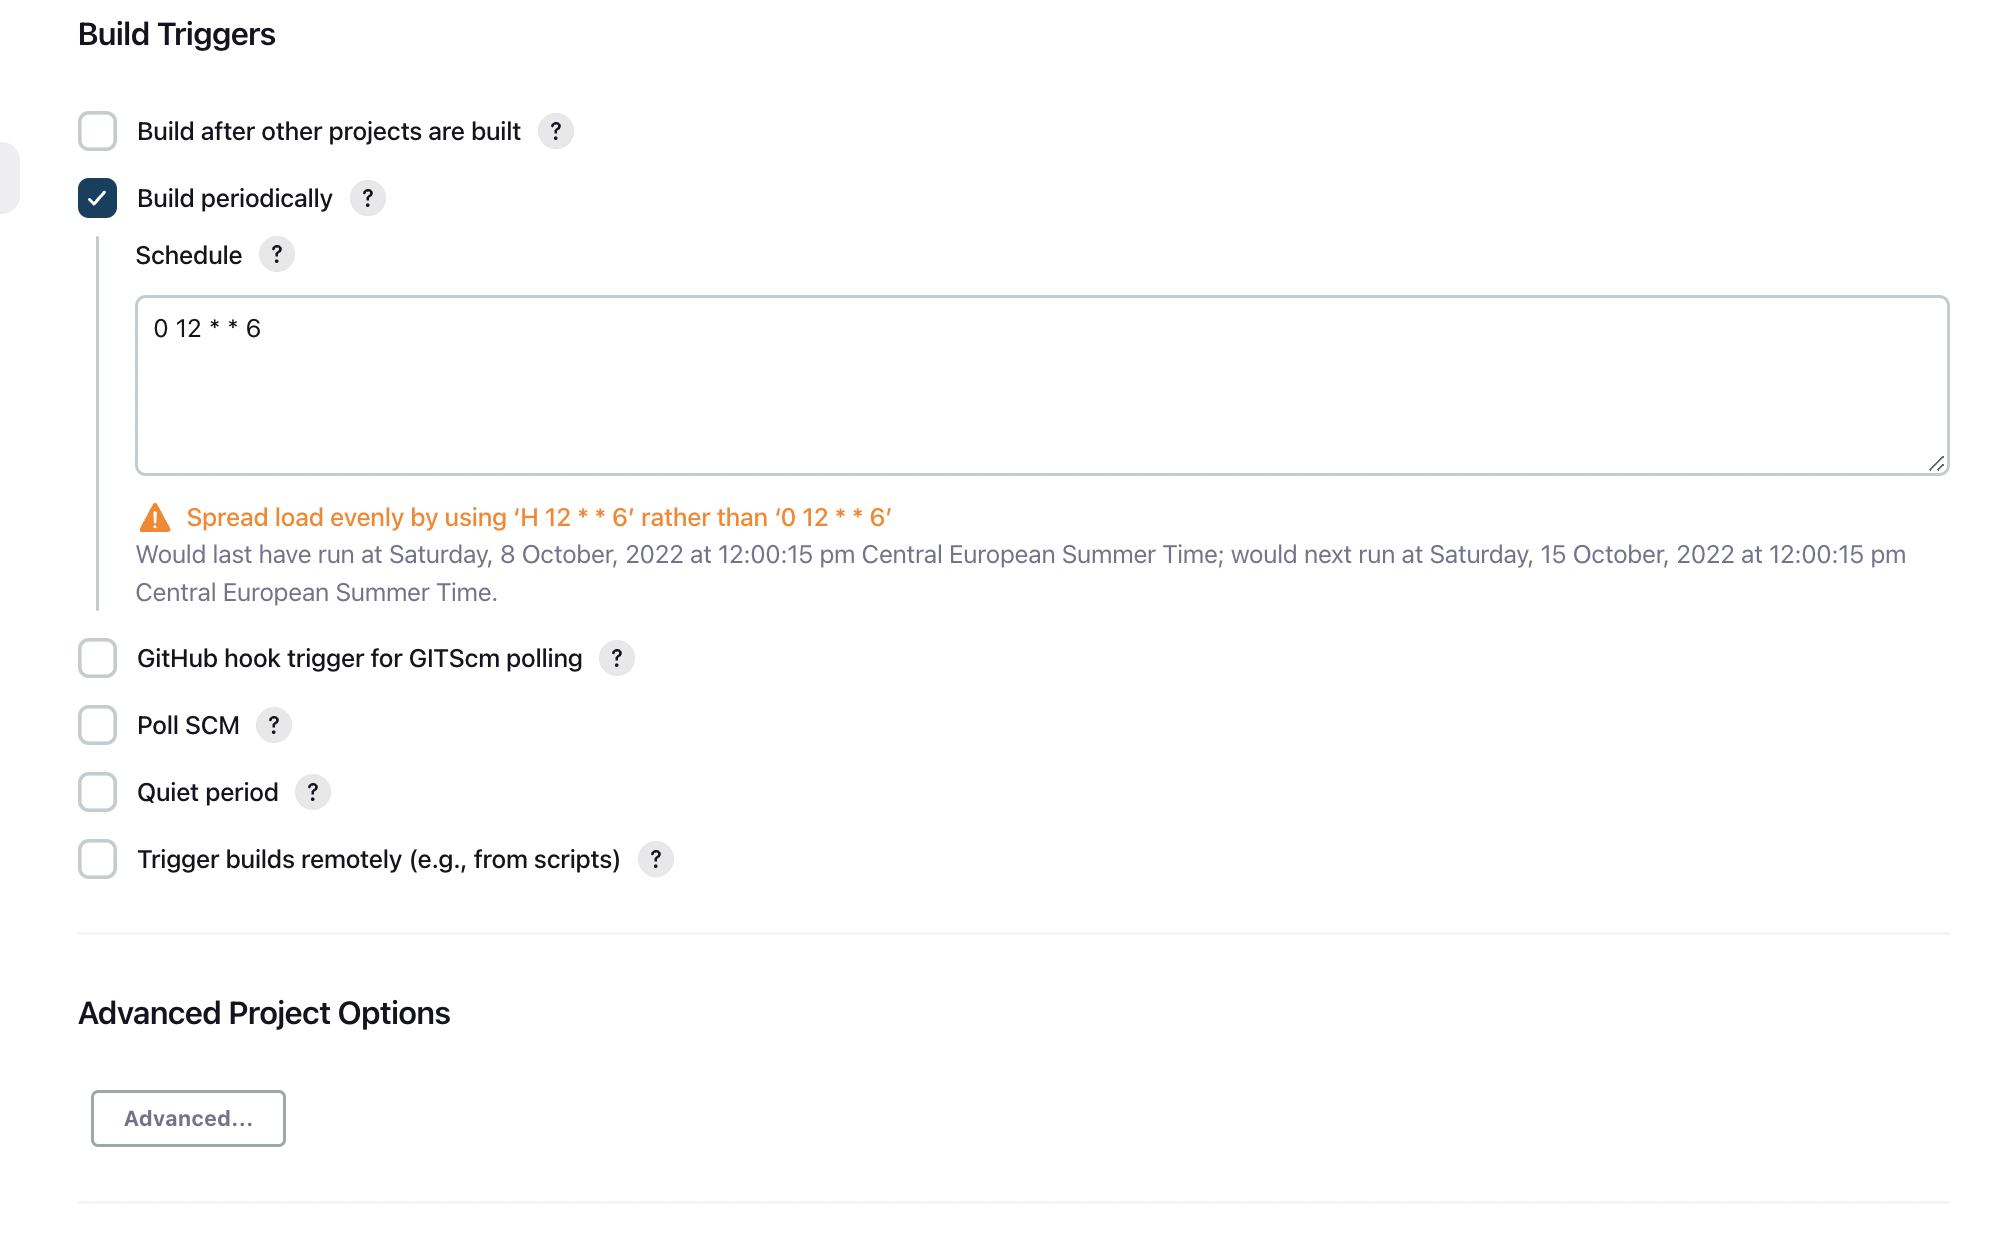 Build Triggers
Build after other projects are built ?
Build periodically ?
Schedule ?
0 12 * * 6
Spread load evenly by using ‘H 12 * * 6’ rather than ‘0 12 * * 6’
Would last have run at Saturday, 8 October, 2022 at 12:00:15 pm Central European Summer Time; would next run at Saturday, 15 October, 2022 at 12:00:15 pm
Central European Summer Time.
GitHub hook trigger for GITScm polling ?
Poll SCM ?
Quiet period ?
Trigger builds remotely (e.g., from scripts) ?
Advanced Project Options
Advanced...